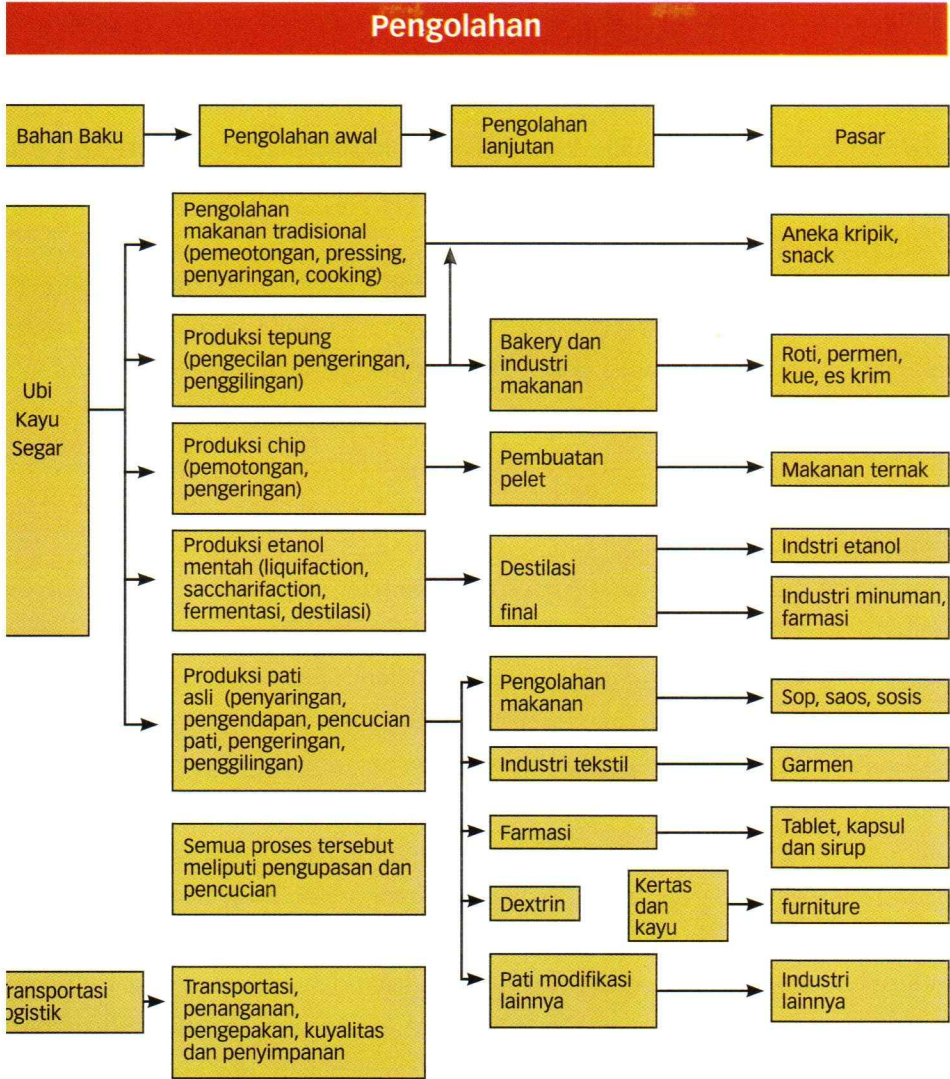 Pengolahan
Bahan Baku
Pengolahan awal
Pengolahan
lanjutan
Pasar
Ubi
Kayu
Segar
Pengolahan
makanan tradisional
(pemeotongan, pressing,
penyaringan, cooking)
Aneka kripik,
snack
Produksi tepung
(pengecilan pengeringan,
penggilingan)
Bakery dan
industri
makanan
Roti, permen,
kue, es krim
Produksi chip
(pemotongan,
pengeringan)
Pembuatan
pelet
Makanan ternak
Produksi etanol
mentah (liquifaction,
saccharifaction,
fermentasi, destilasi)
Destilasi
final
Indstri etanol
Industri minuman,
farmasi
Produksi pati
asli (penyaringan,
pengendapan, pencucian
pati, pengeringan,
penggilingan)
Pengolahan
makanan
Sop, saos, sosis
Industri tekstil
Garmen
Farmasi
Tablet, kapsul
dan sirup
Semua proses tersebut
meliputi pengupasan dan
pencucian
Dextrin
Kertas
dan
kayu
furniture
Pati modifikasi
lainnya
Industri
lainnya
ransportasi
ogistik
Transportasi,
penanganan,
pengepakan, kuyalitas
dan penyimpanan